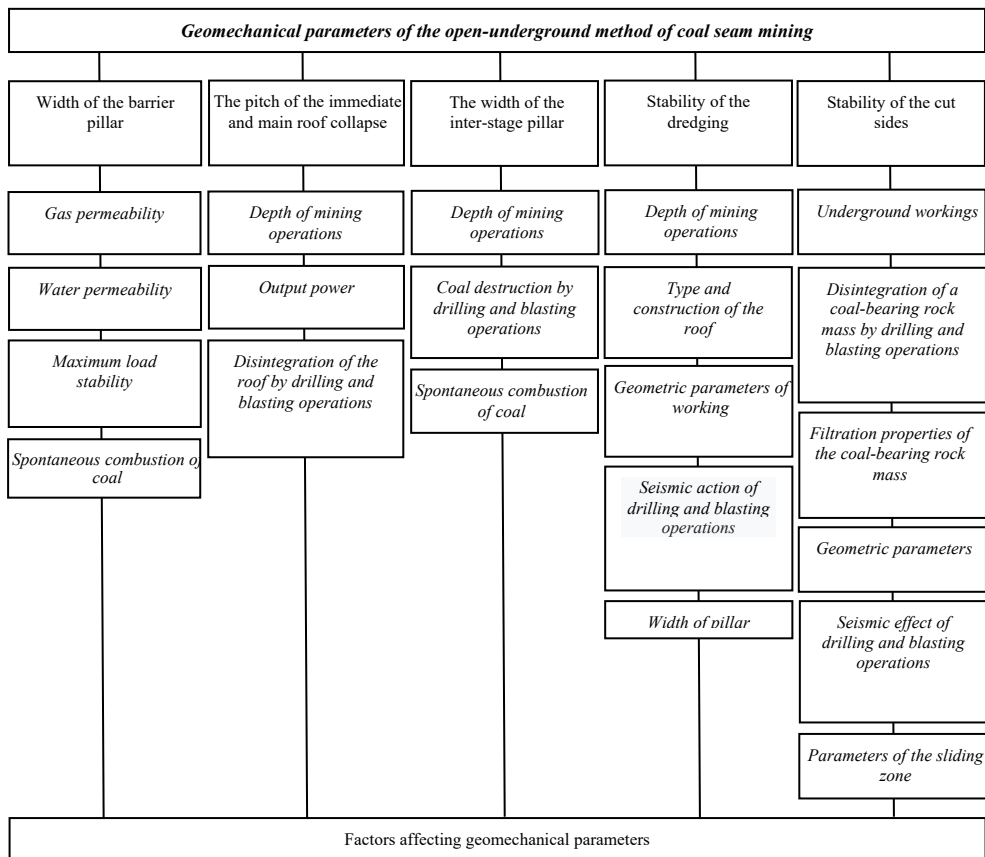 Geomechanical parameters of the open-underground method of coal seam mining
Width of the barrier
pillar
Gas permeability
Water permeability
Maximum load
stability
Spontaneous combustion of
coal
The pitch of the immediate
and main roof collapse
Depth of mining
operations
Output power
Disintegration of the
roof by drilling and
blasting operations
The width of the
inter-stage pillar
Depth of mining
operations
Coal destruction by
drilling and blasting
operations
Spontaneous combustion
of coal
Stability of the
dredging
Depth of mining
operations
Type and
construction of the
roof
Geometric parameters of
working
Seismic action of
drilling and blasting
operations
Width of pillar
Stability of the cut
sides
Underground workings
Disintegration of a
coal-bearing rock
mass by drilling and
blasting operations
Filtration properties of
the coal-bearing rock
mass
Geometric parameters
Seismic effect of
drilling and blasting
operations
Parameters of the sliding
zone
Factors affecting geomechanical parameters